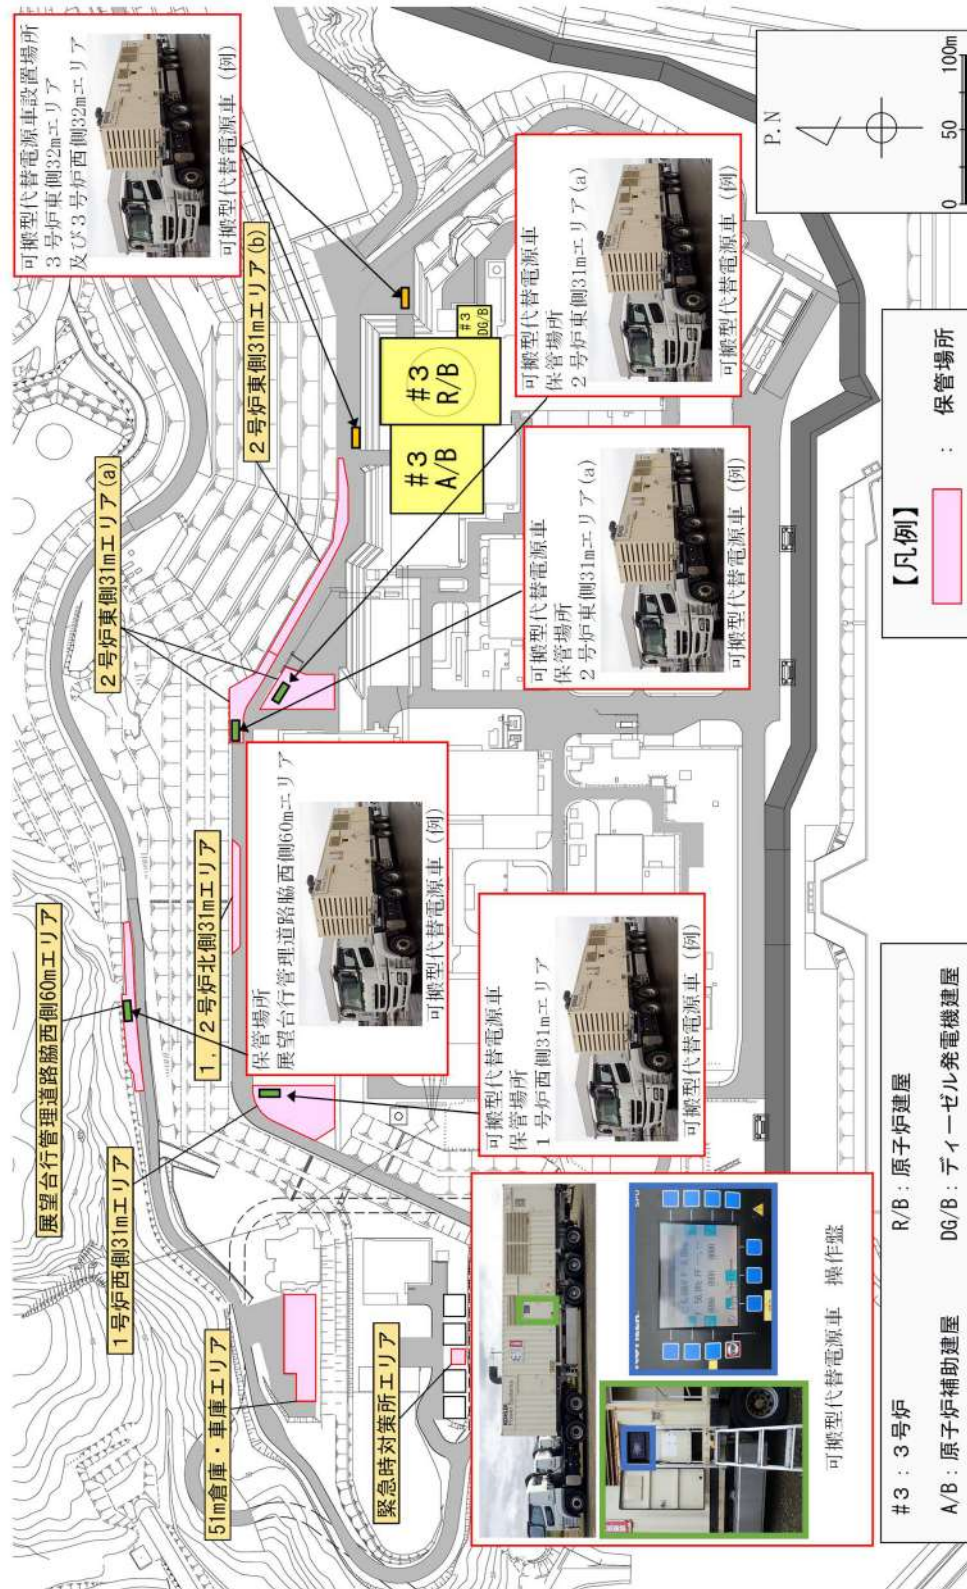 展望台行管理道路脇西側60mエリア
1号炉西側31mエリア
51m倉庫・車庫エリア
緊急時対策所エリア
1,2号炉北側31mエリア
2号炉東側31mエリア(a)
2号炉東側31mエリア(b)
可搬型代替電源車設置場所
3号炉東側32mエリア
及び3号炉西側32mエリア
可搬型代替電源車(例)
保管場所
展望台行管理道路脇西側60mエリア
可搬型代替電源車(例)
可搬型代替電源車
保管場所
1号炉西側31mエリア
可搬型代替電源車(例)
可搬型代替電源車
保管場所
2号炉東側31mエリア(a)
可搬型代替電源車(例)
可搬型代替電源車
保管場所
2号炉東側31mエリア(a)
可搬型代替電源車(例)
#3
A/B
#3
R/B
#3
DG/B
可搬型代替電源車 操作盤
P.N
0 50 100m
#3:3号炉
R/B:原子炉建屋
A/B:原子炉補助建屋
DG/B:ディーゼル発電機建屋
【凡例】
:保管場所